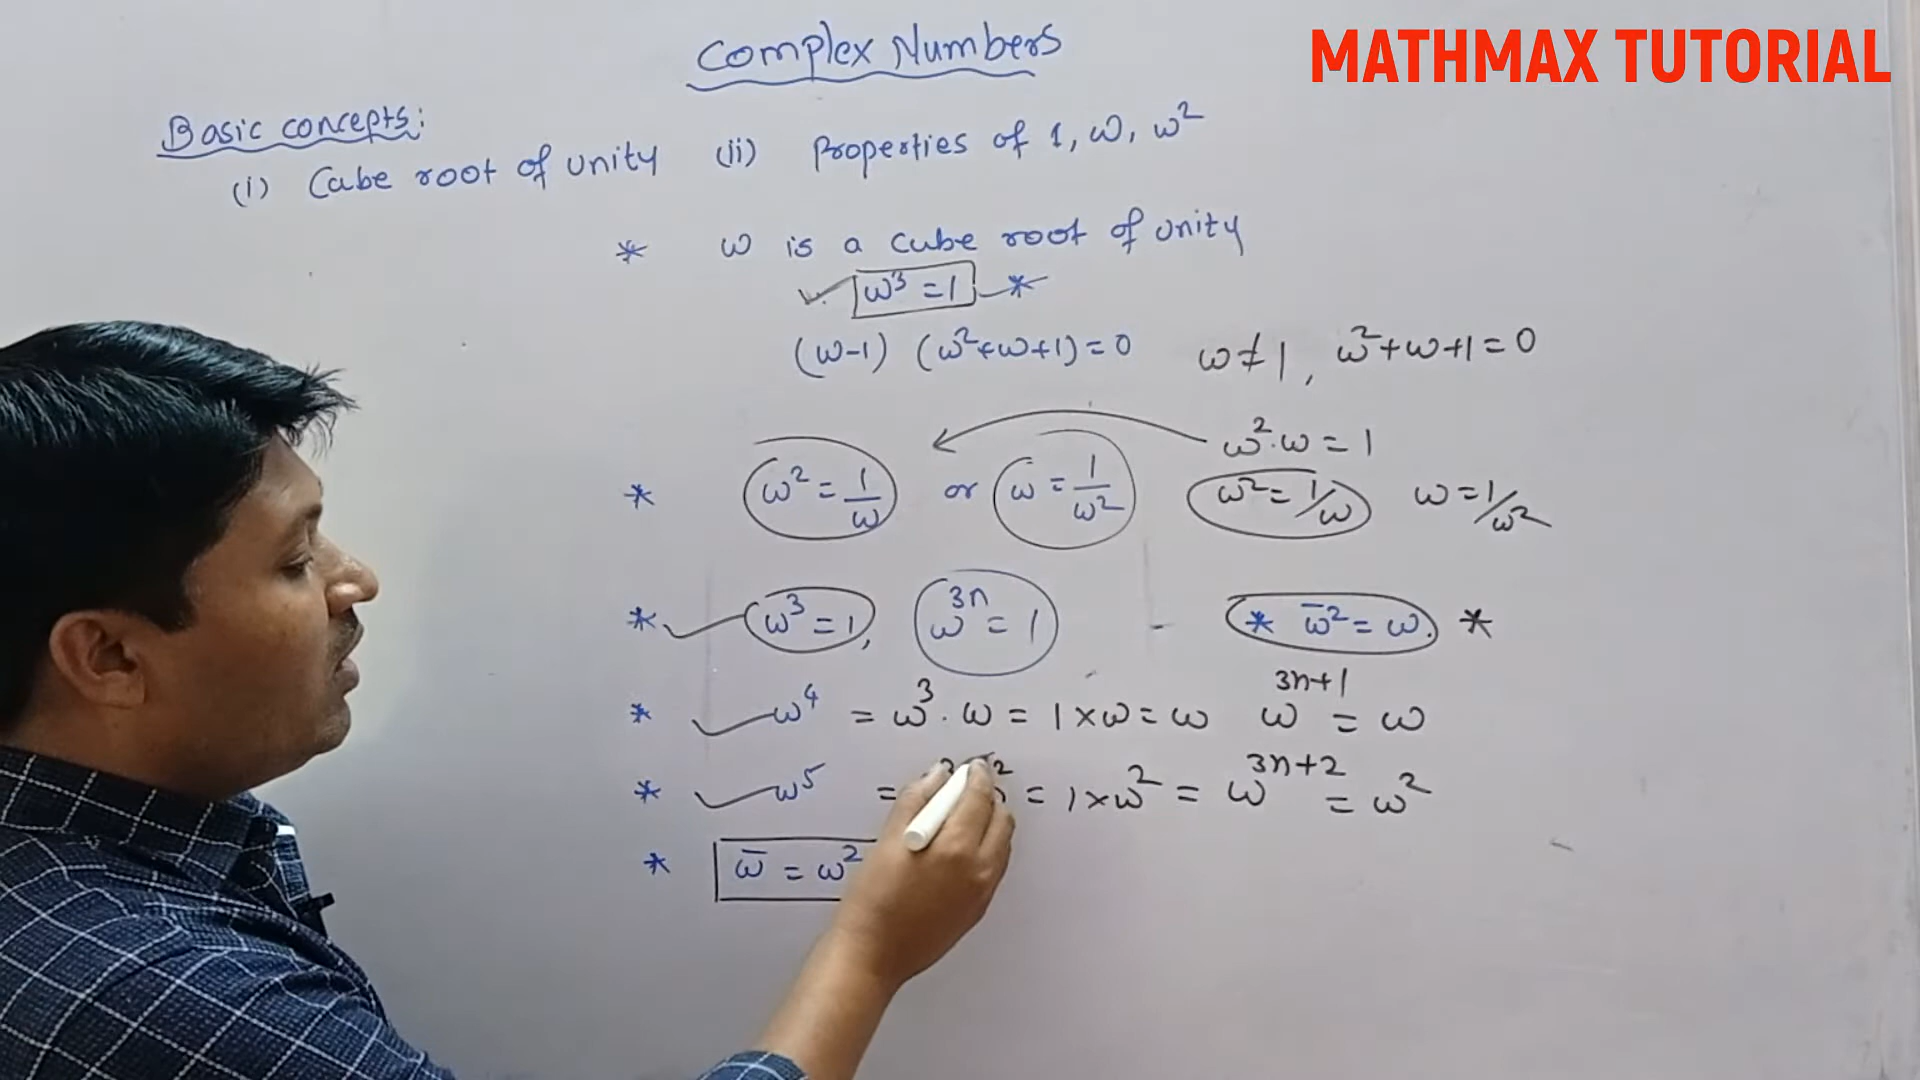 Complex Numbers
MATHMAX TUTORIAL
Basic concepts:
(i) Cube root of unity (ii) Properties of 1, ω, ω²
* ω is a cube root of unity
ω³ = 1 *
(ω-1) (ω²+ω+1) = 0 ω ≠ 1, ω²+ω+1 = 0
ω².ω = 1
* ω² = 1/ω or ω = 1/ω² ω² = 1/ω ω = 1/ω²
* ω³ = 1, ω³ⁿ = 1 * ω̄² = ω. *
* ω⁴ = ω³.ω = 1×ω = ω ω³ⁿ⁺¹ = ω
* ω⁵ = = 1×ω² = ω³ⁿ⁺² = ω²
* ω̄ = ω²